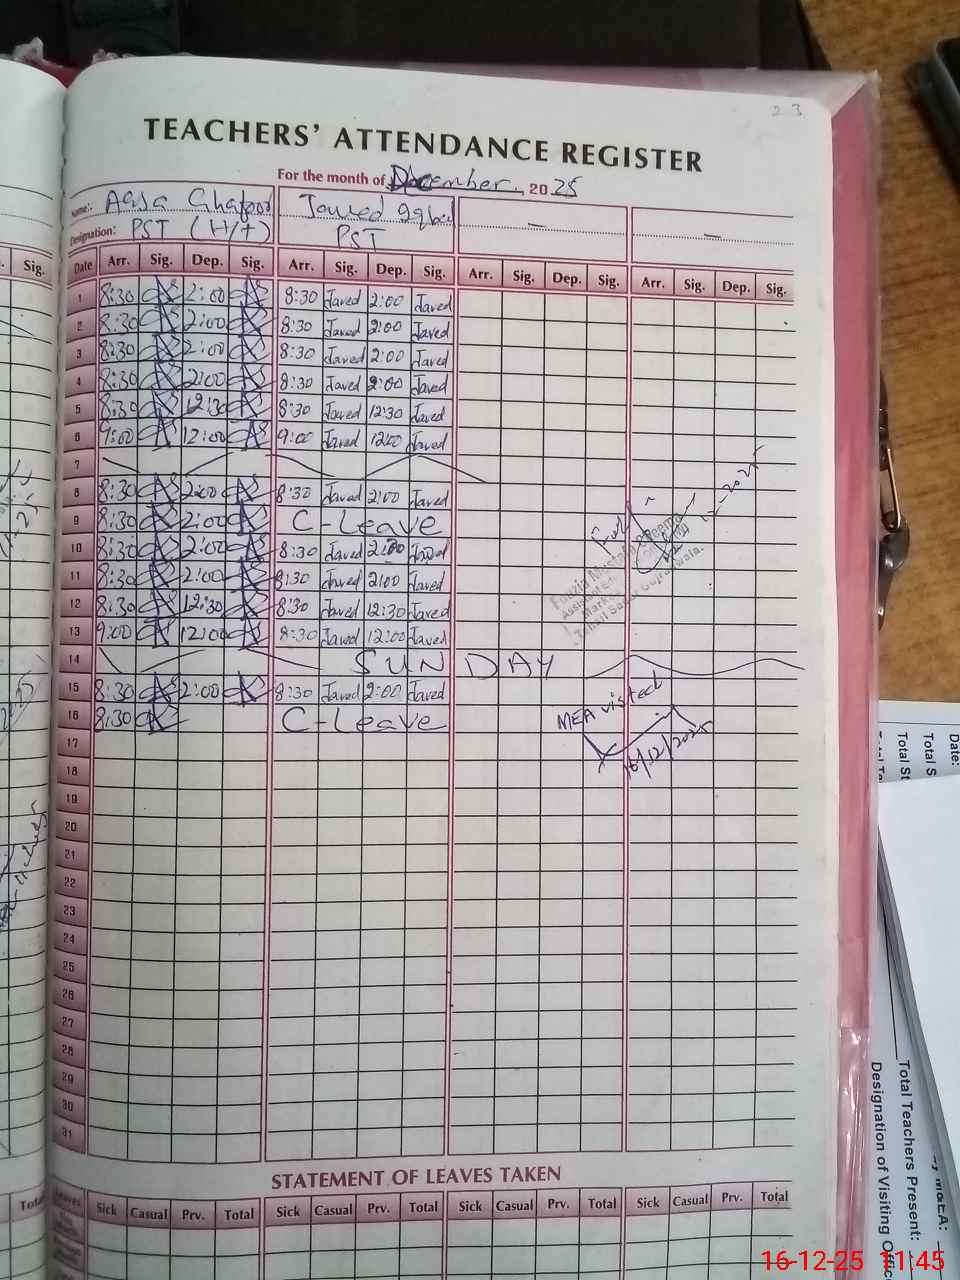 23
TEACHERS' ATTENDANCE REGISTER
For the month of December. 2025
Name: Aqsa Ghafoor Javed Iqbal —
Designation: PST (H/T) PST —
Sig. Date Arr. Sig. Dep. Sig. Arr. Sig. Dep. Sig. Arr. Sig. Dep. Sig. Arr. Sig. Dep. Sig.
1 8:30 2:00 8:30 Javed 2:00 Javed
2 8:30 2:00 8:30 Javed 2:00 Javed
3 8:30 2:00 8:30 Javed 2:00 Javed
4 8:30 2:00 8:30 Javed 2:00 Javed
5 8:30 12:30 8:30 Javed 12:30 Javed
6 9:00 12:00 9:00 Javed 12:00 Javed
7
8 8:30 2:00 8:30 Javed 2:00 Javed
9 8:30 2:00 C-Leave
10 8:30 2:00 8:30 Javed 2:00 Javed
11 8:30 2:00 8:30 Javed 2:00 Javed
12 8:30 12:30 8:30 Javed 12:30 Javed
13 9:00 12:00 8:30 Javed 12:00 Javed
14 SUNDAY
15 8:30 2:00 8:30 Javed 2:00 Javed
16 8:30 C-Leave
MEA visted
16/12/2025
17
18
19
20
21
22
23
24
25
26
27
28
29
30
31
STATEMENT OF LEAVES TAKEN
Total Leaves Sick Casual Prv. Total Sick Casual Prv. Total Sick Casual Prv. Total Sick Casual Prv. Total
Date:
Total St
Total St
Total Teachers Present:
Designation of Visiting Offic
16-12-25 11:45